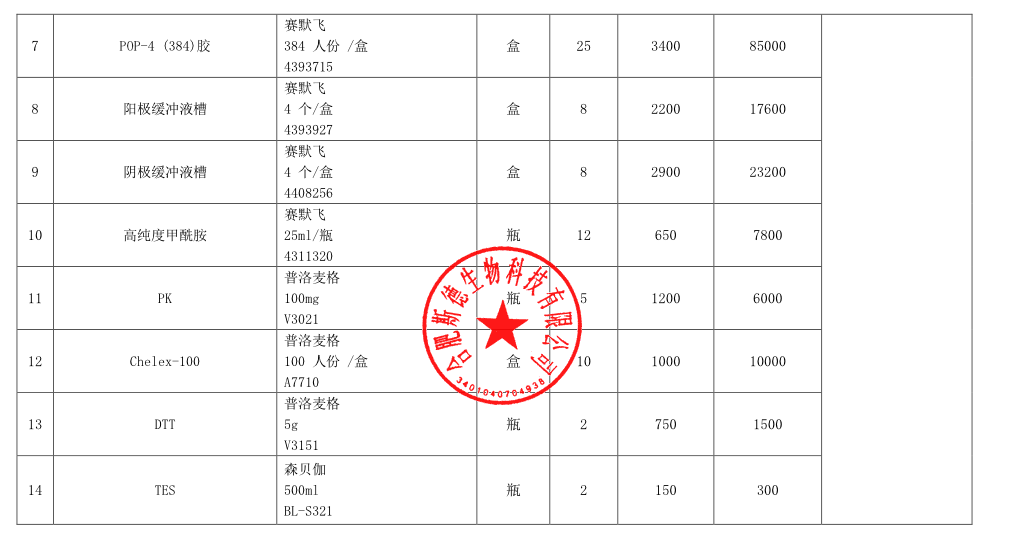 7 POP-4 (384)胶 赛默飞 盒 25 3400 85000
384 人份 /盒
4393715
8 阳极缓冲液槽 赛默飞 盒 8 2200 17600
4 个/盒
4393927
9 阴极缓冲液槽 赛默飞 盒 8 2900 23200
4 个/盒
4408256
10 高纯度甲酰胺 赛默飞 瓶 12 650 7800
25ml/瓶
4311320
11 PK 普洛麦格 瓶 5 1200 6000
100mg
V3021
12 Chelex-100 普洛麦格 盒 10 1000 10000
100 人份 /盒
A7710
13 DTT 普洛麦格 瓶 2 750 1500
5g
V3151
14 TES 森贝伽 瓶 2 150 300
500ml
BL-S321
合肥斯德生物科技有限公司
3401040704938